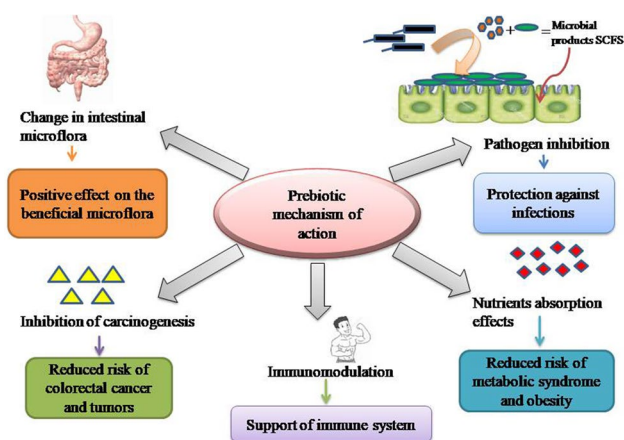 Microbial
products SCFS
+
=
Change in intestinal
microflora
Positive effect on the
beneficial microflora
Prebiotic
mechanism of
action
Pathogen inhibition
Protection against
infections
Inhibition of carcinogenesis
Reduced risk of
colorectal cancer
and tumors
Immunomodulation
Support of immune system
Nutrients absorption
effects
Reduced risk of
metabolic syndrome
and obesity